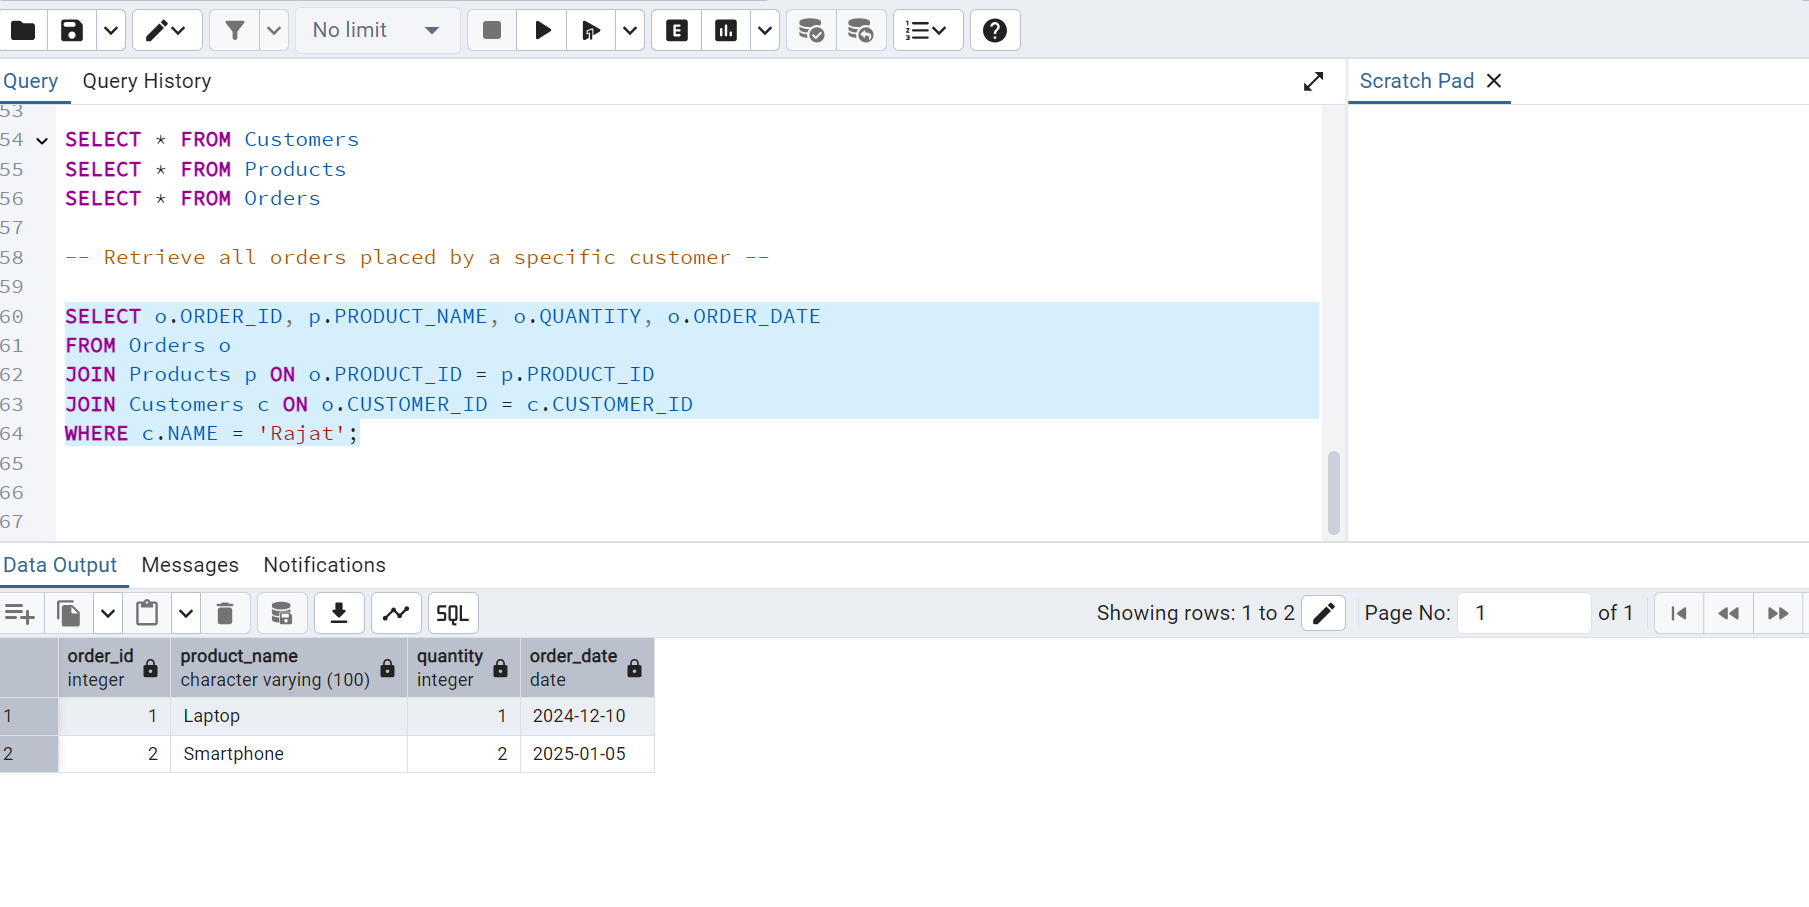 No limit
E
Query Query History
Scratch Pad
53
54 SELECT * FROM Customers
55 SELECT * FROM Products
56 SELECT * FROM Orders
57
58 -- Retrieve all orders placed by a specific customer --
59
60 SELECT o.ORDER_ID, p.PRODUCT_NAME, o.QUANTITY, o.ORDER_DATE
61 FROM Orders o
62 JOIN Products p ON o.PRODUCT_ID = p.PRODUCT_ID
63 JOIN Customers c ON o.CUSTOMER_ID = c.CUSTOMER_ID
64 WHERE c.NAME = 'Rajat';
65
66
67
Data Output Messages Notifications
SQL Showing rows: 1 to 2 Page No: 1 of 1
order_id product_name quantity order_date
integer character varying (100) integer date
1 1 Laptop 1 2024-12-10
2 2 Smartphone 2 2025-01-05